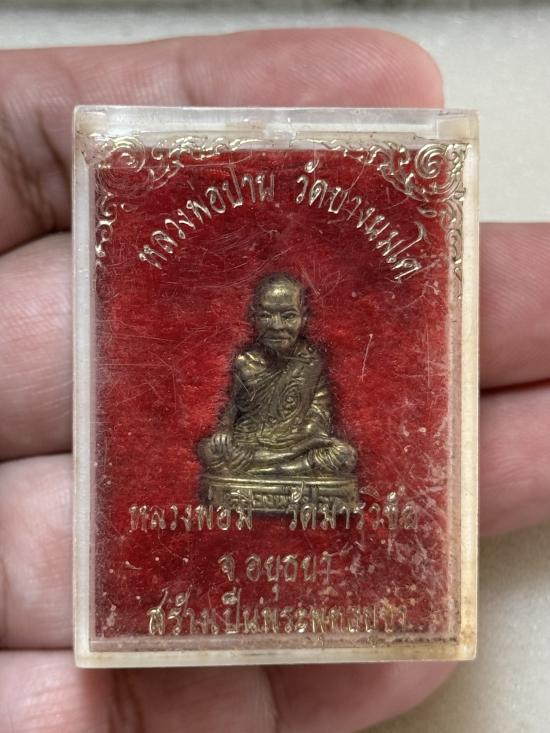 หลวงพ่อปาน วัดบางนมโค
หลวงพ่อมี วัดมารวิชัย
จ.อยุธยา
สร้างเป็นพระพุทธบูชา